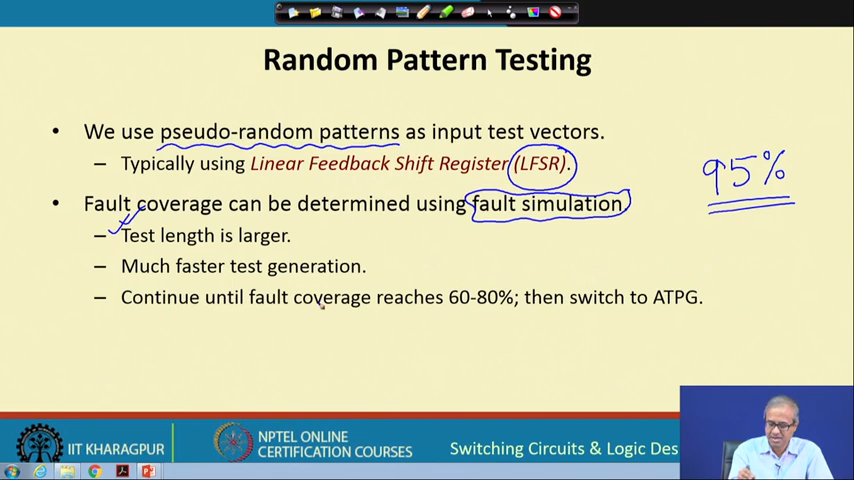 Random Pattern Testing
• We use pseudo-random patterns as input test vectors.
– Typically using Linear Feedback Shift Register (LFSR).
95%
• Fault coverage can be determined using fault simulation.
– Test length is larger.
– Much faster test generation.
– Continue until fault coverage reaches 60-80%; then switch to ATPG.
IIT KHARAGPUR
NPTEL ONLINE
CERTIFICATION COURSES
Switching Circuits & Logic Des